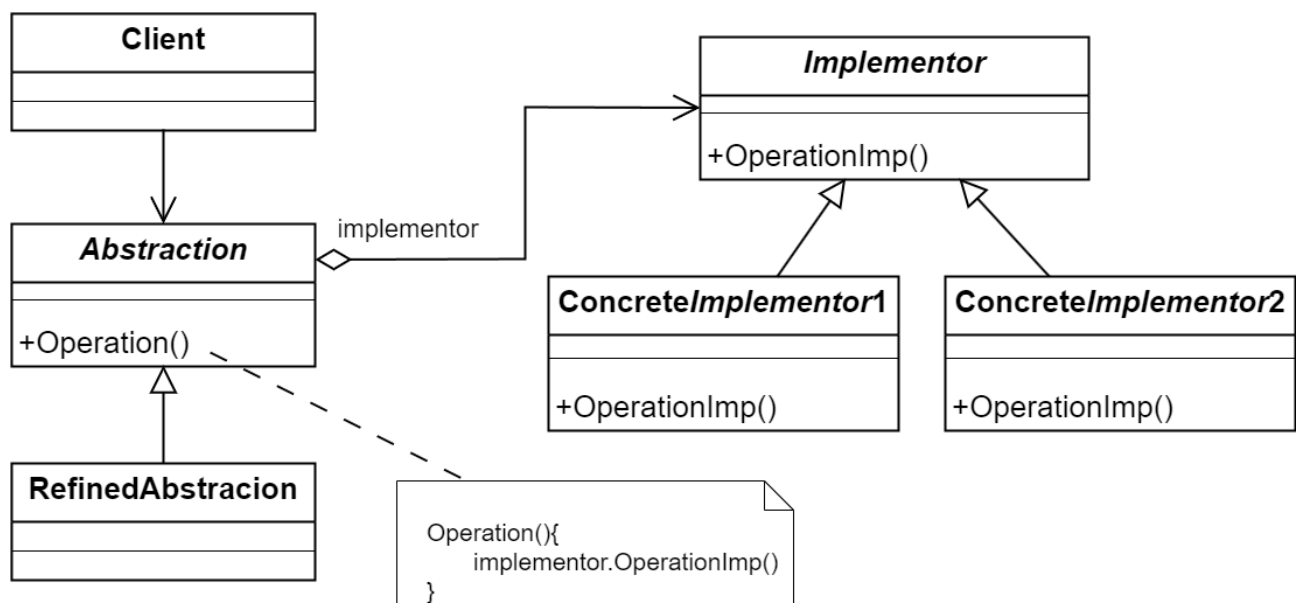 Client
Implementor
+OperationImp()
implementor
Abstraction
+Operation()
ConcreteImplementor1
+OperationImp()
ConcreteImplementor2
+OperationImp()
RefinedAbstracion
Operation(){
implementor.OperationImp()
}